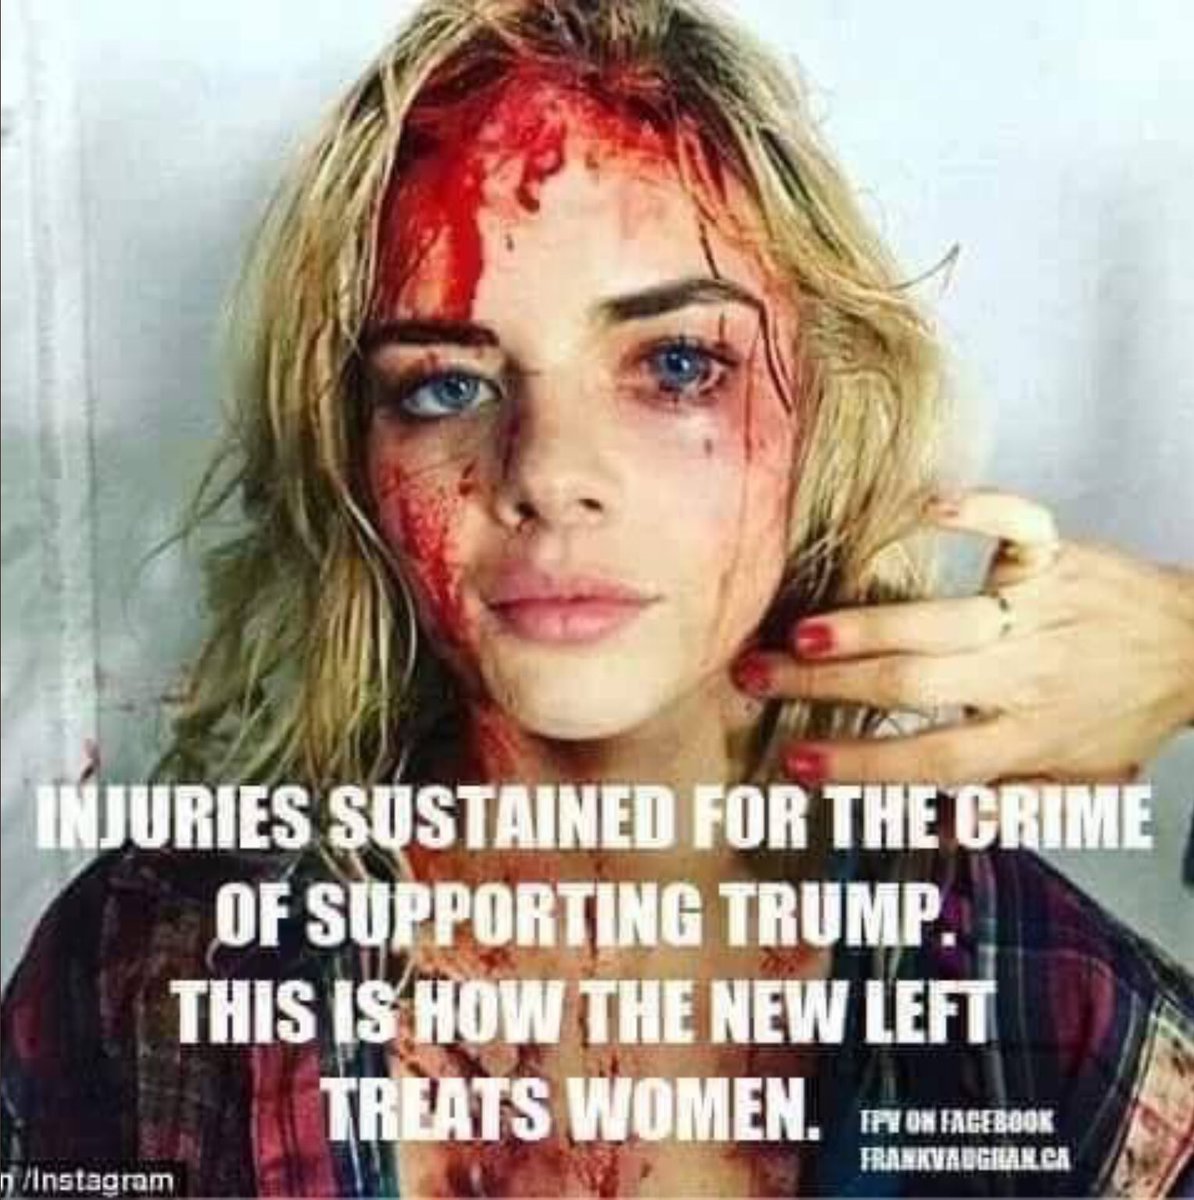 INJURIES SUSTAINED FOR THE CRIME
OF SUPPORTING TRUMP.
THIS IS HOW THE NEW LEFT
TREATS WOMEN.
FPV ON FACEBOOK
FRANKVAUGHAN.CA
n /Instagram